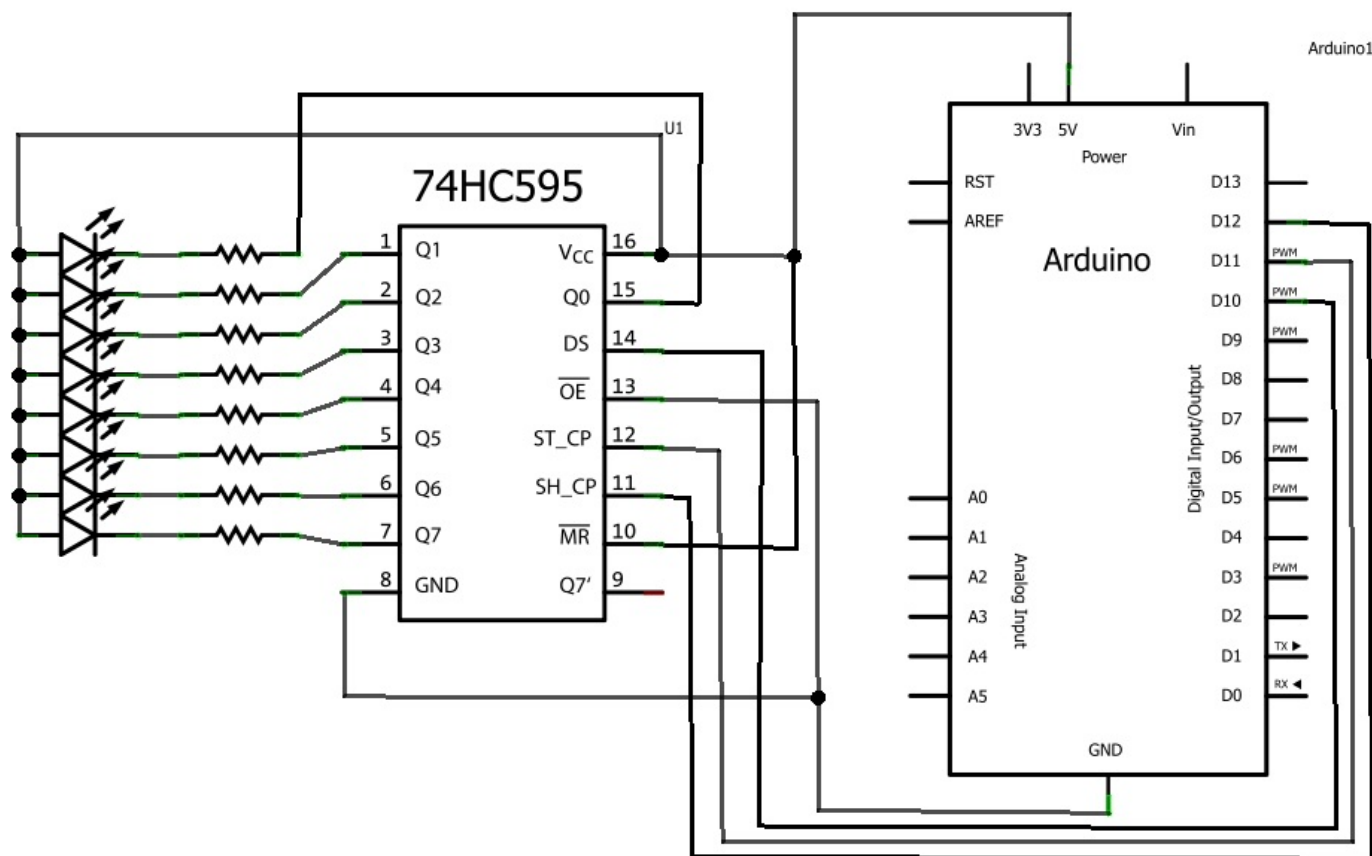 Arduino1
U1
74HC595
1 Q1
2 Q2
3 Q3
4 Q4
5 Q5
6 Q6
7 Q7
8 GND
VCC 16
Q0 15
DS 14
OE 13
ST_CP 12
SH_CP 11
MR 10
Q7' 9
3V3 5V Vin
Power
RST
AREF
Arduino
A0
A1
A2
A3
A4
A5
Analog Input
Digital Input/Output
D13
D12
D11 PWM
D10 PWM
D9 PWM
D8
D7
D6 PWM
D5 PWM
D4
D3 PWM
D2
D1 TX ▶
D0 RX ◀
GND